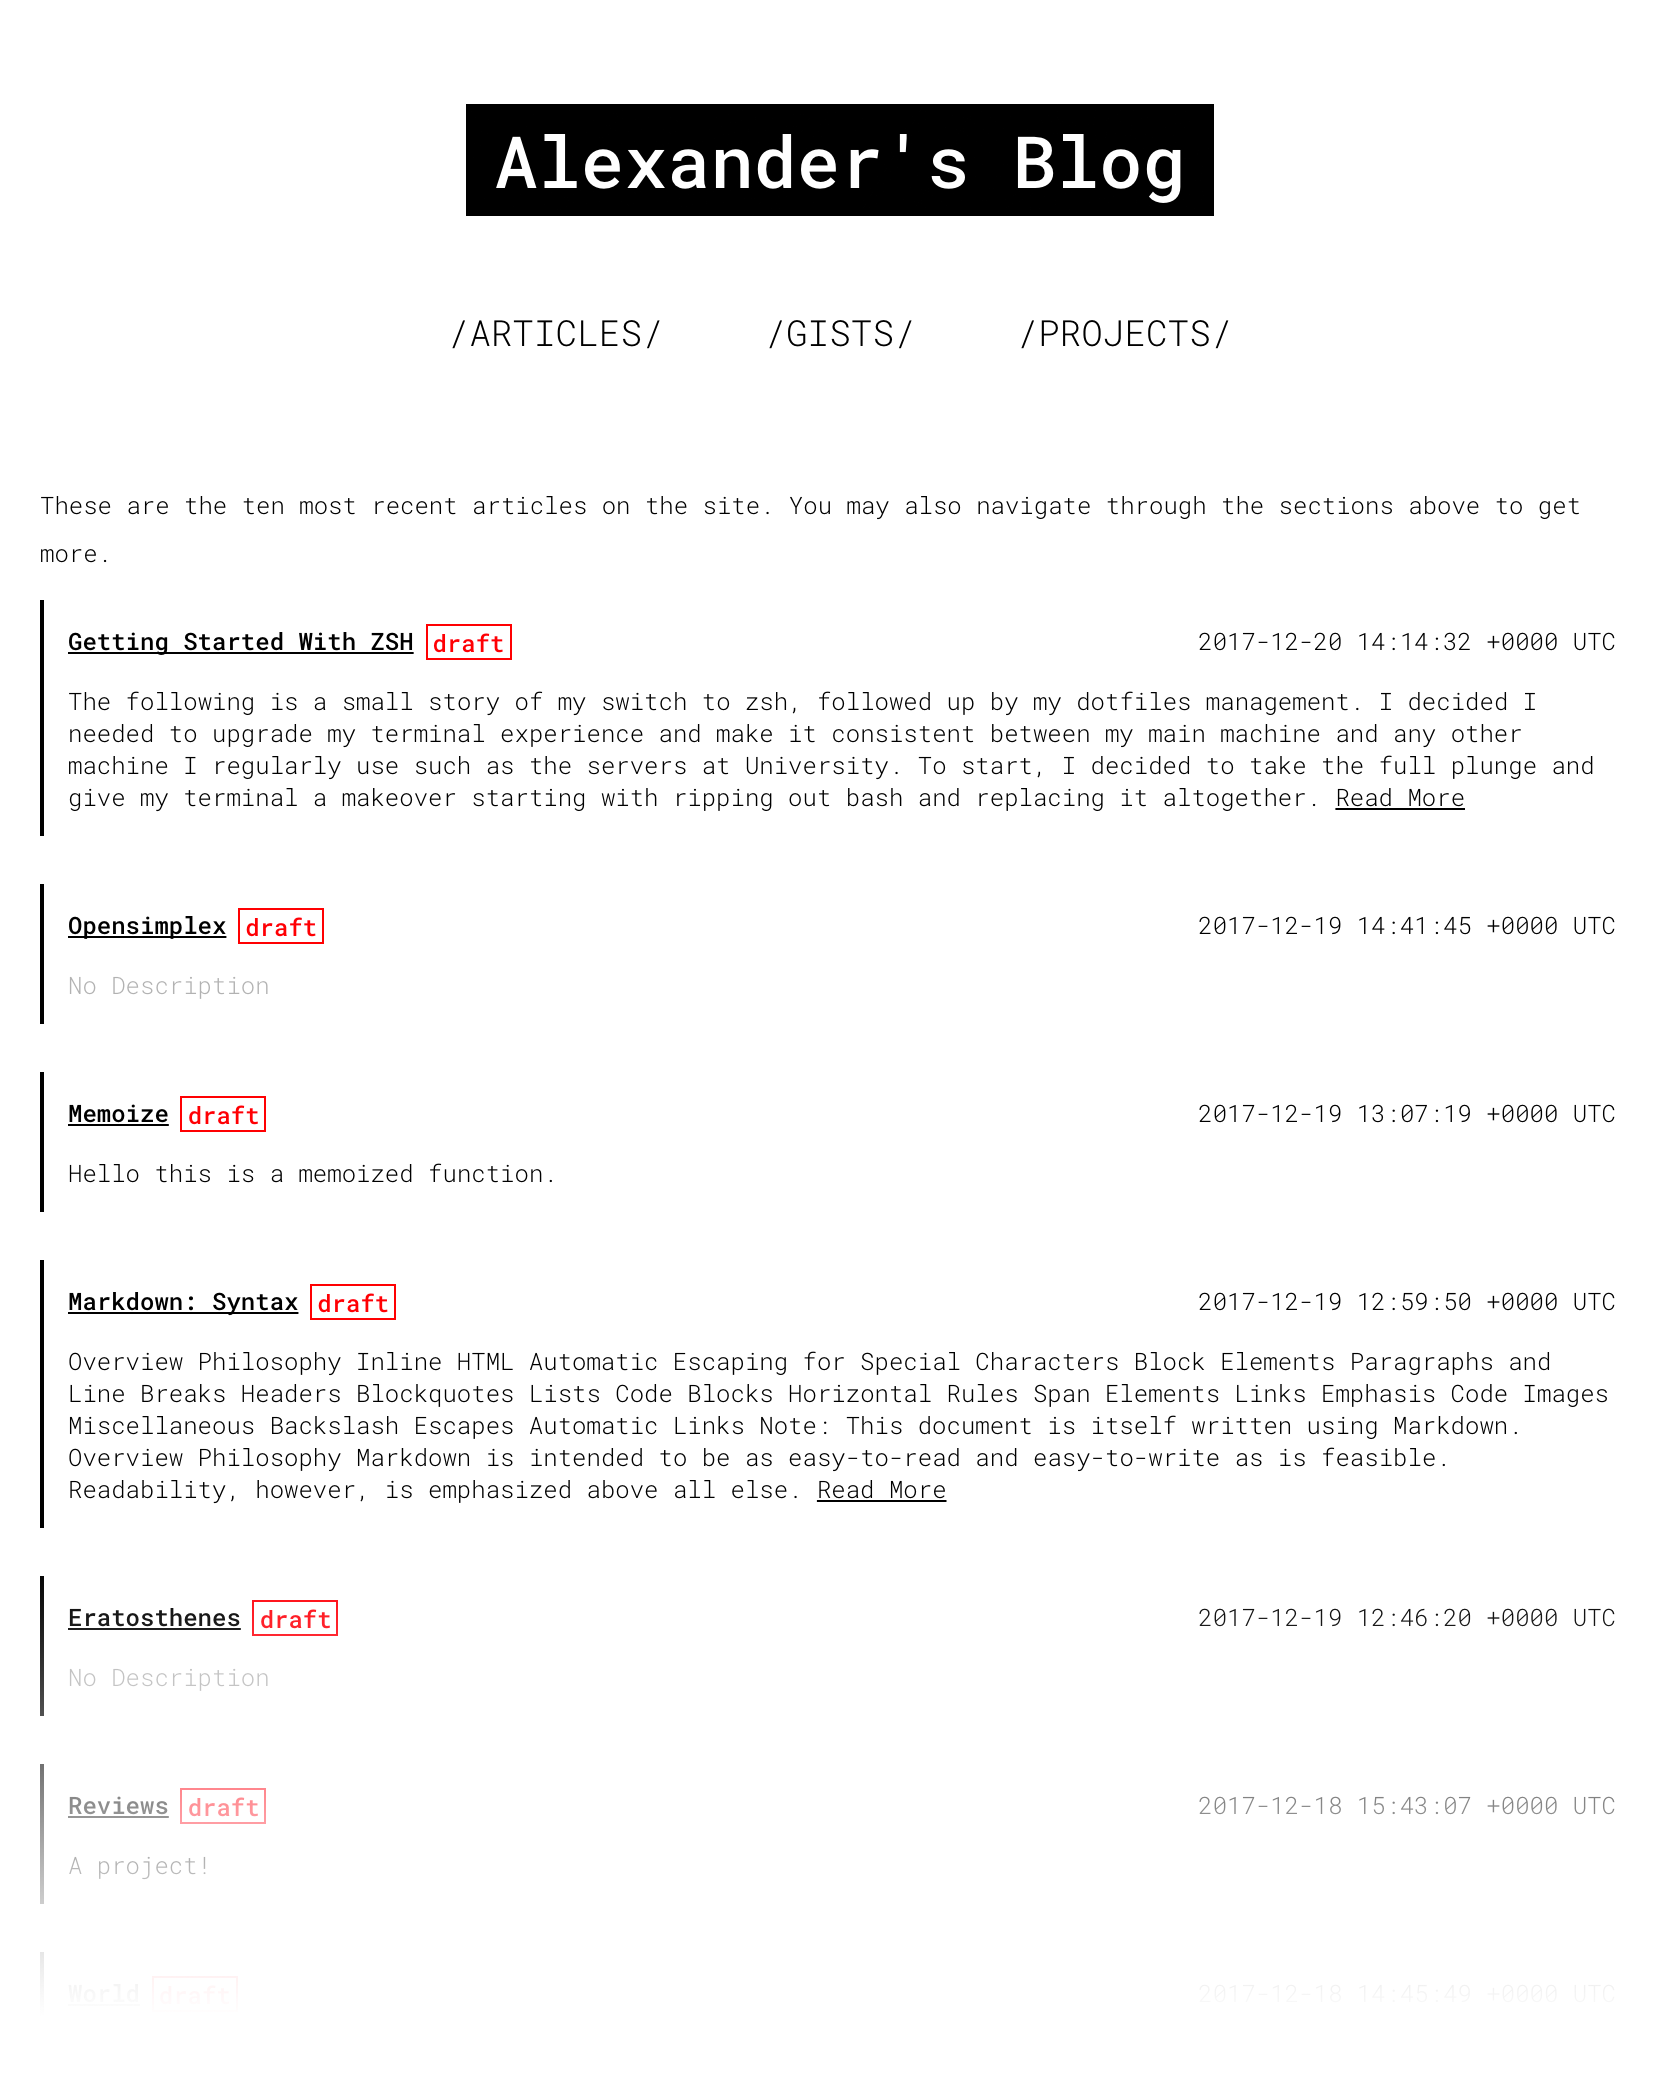 Alexander's Blog
/ARTICLES/ /GISTS/ /PROJECTS/
These are the ten most recent articles on the site. You may also navigate through the sections above to get
more.
Getting Started With ZSH draft 2017-12-20 14:14:32 +0000 UTC
The following is a small story of my switch to zsh, followed up by my dotfiles management. I decided I
needed to upgrade my terminal experience and make it consistent between my main machine and any other
machine I regularly use such as the servers at University. To start, I decided to take the full plunge and
give my terminal a makeover starting with ripping out bash and replacing it altogether. Read More
Opensimplex draft 2017-12-19 14:41:45 +0000 UTC
No Description
Memoize draft 2017-12-19 13:07:19 +0000 UTC
Hello this is a memoized function.
Markdown: Syntax draft 2017-12-19 12:59:50 +0000 UTC
Overview Philosophy Inline HTML Automatic Escaping for Special Characters Block Elements Paragraphs and
Line Breaks Headers Blockquotes Lists Code Blocks Horizontal Rules Span Elements Links Emphasis Code Images
Miscellaneous Backslash Escapes Automatic Links Note: This document is itself written using Markdown.
Overview Philosophy Markdown is intended to be as easy-to-read and easy-to-write as is feasible.
Readability, however, is emphasized above all else. Read More
Eratosthenes draft 2017-12-19 12:46:20 +0000 UTC
No Description
Reviews draft 2017-12-18 15:43:07 +0000 UTC
A project!
World draft 2017-12-18 14:45:49 +0000 UTC